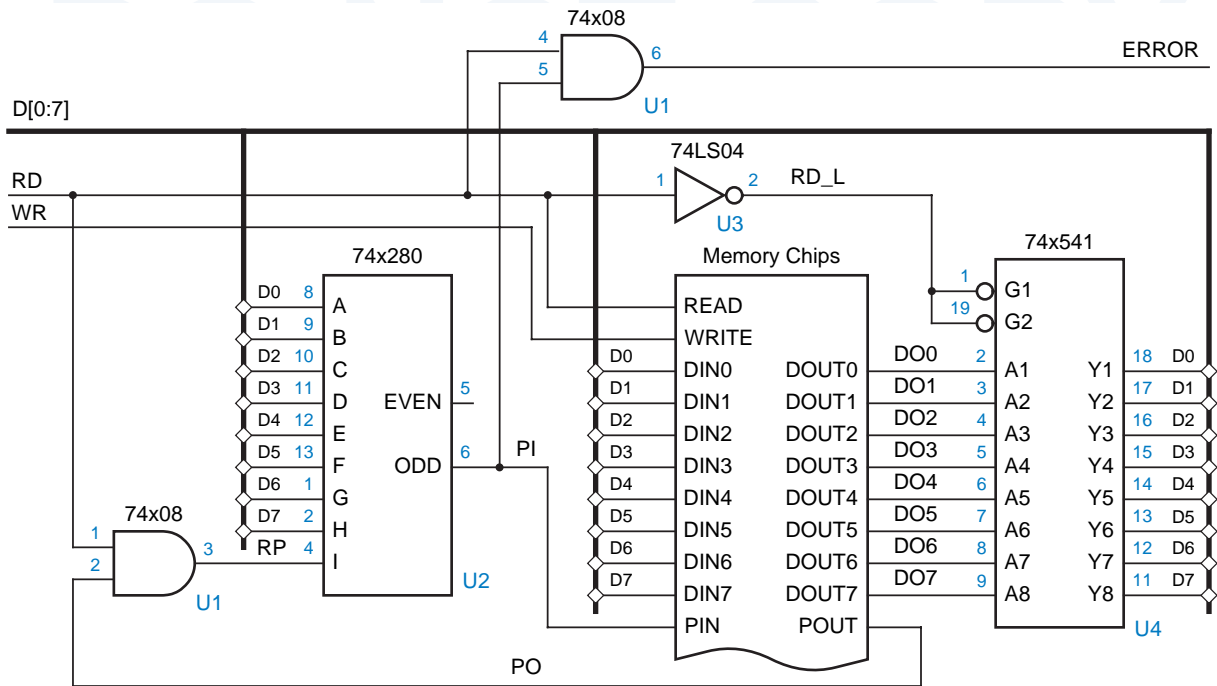 74x08
4
5
6
ERROR
U1
D[0:7]
RD
WR
74LS04
1
2
RD_L
U3
74x280
D0 8 A
D1 9 B
D2 10 C
D3 11 D
D4 12 E
D5 13 F
D6 1 G
D7 2 H
RP 4 I
EVEN 5
ODD 6
PI
U2
74x08
1
2
3
U1
Memory Chips
READ
WRITE
D0 DIN0
D1 DIN1
D2 DIN2
D3 DIN3
D4 DIN4
D5 DIN5
D6 DIN6
D7 DIN7
PIN
DOUT0 DO0
DOUT1 DO1
DOUT2 DO2
DOUT3 DO3
DOUT4 DO4
DOUT5 DO5
DOUT6 DO6
DOUT7 DO7
POUT
PO
74x541
1 G1
19 G2
2 A1 Y1 18 D0
3 A2 Y2 17 D1
4 A3 Y3 16 D2
5 A4 Y4 15 D3
6 A5 Y5 14 D4
7 A6 Y6 13 D5
8 A7 Y7 12 D6
9 A8 Y8 11 D7
U4